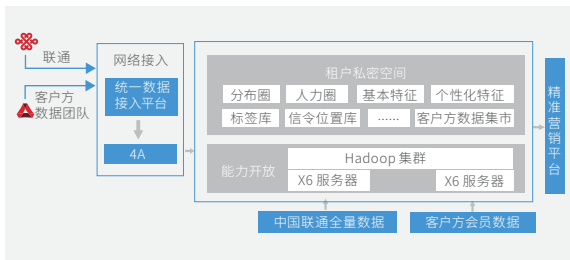 联通
客户方
数据团队
网络接入
统一数据
接入平台
4A
租户私密空间
分布圈
人力圈
基本特征
个性化特征
标签库
信令位置库
......
客户方数据集市
能力开放
Hadoop 集群
X6 服务器
X6 服务器
中国联通全量数据
客户方会员数据
精准营销平台